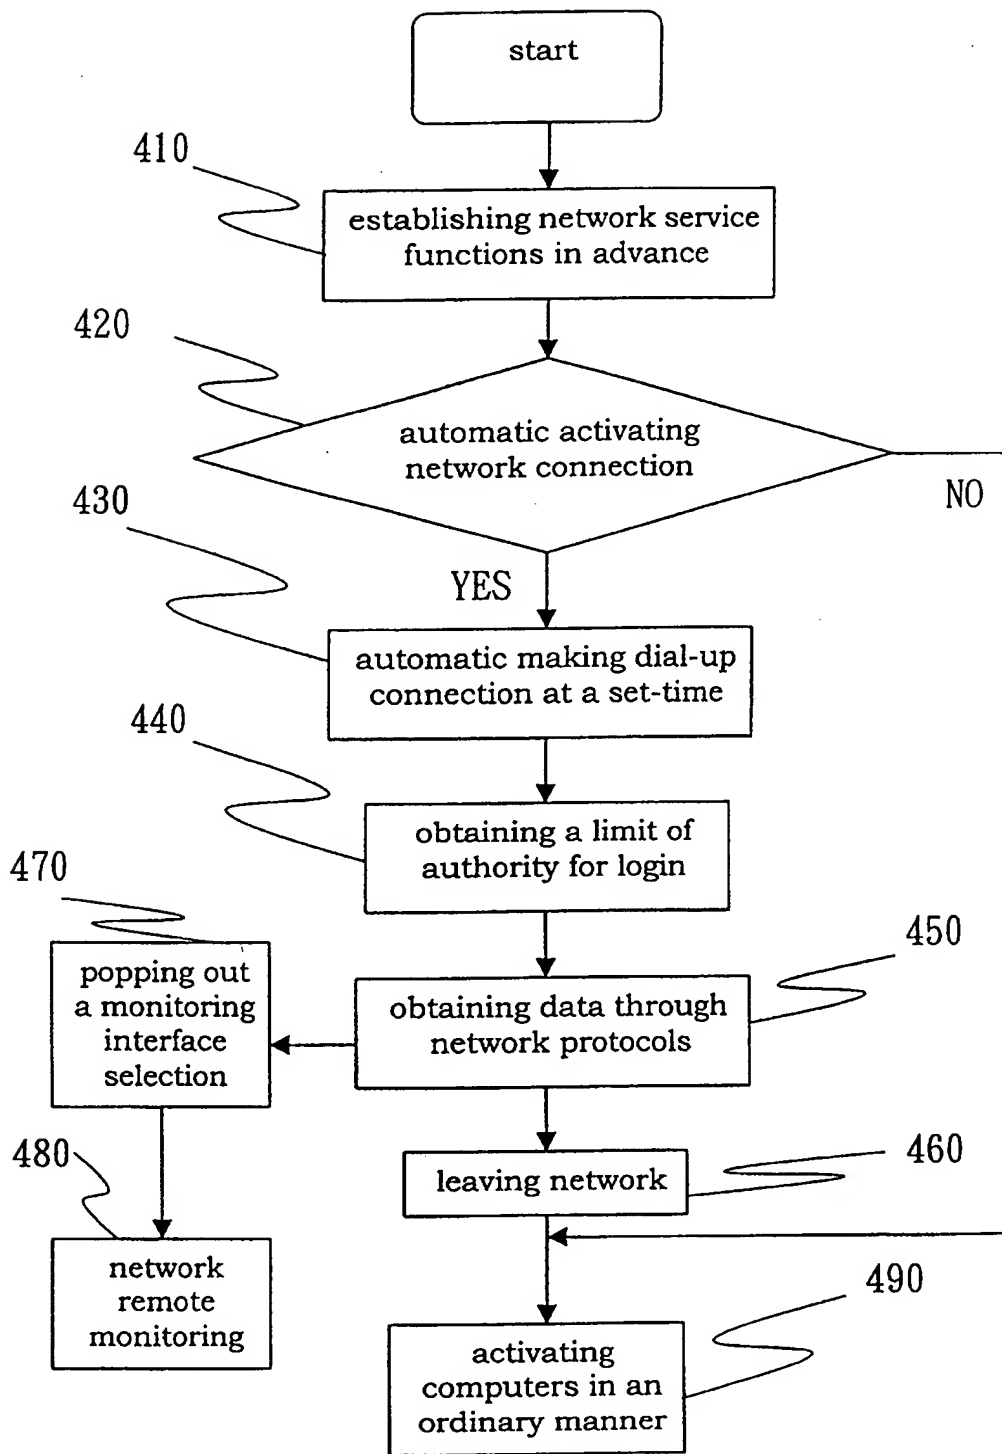 start
410
establishing network service
functions in advance
420
automatic activating
network connection
NO
430
YES
automatic making dial-up
connection at a set-time
440
obtaining a limit of
authority for login
470
450
popping out
a monitoring
interface
selection
obtaining data through
network protocols
480
460
leaving network
network
remote
monitoring
490
activating
computers in an
ordinary manner